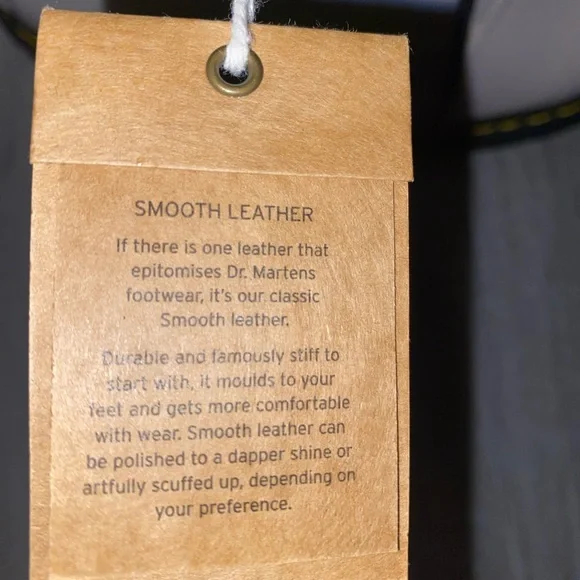 SMOOTH LEATHER
If there is one leather that
epitomises Dr. Martens
footwear, it's our classic
Smooth leather.
Durable and famously stiff to
start with, it moulds to your
feet and gets more comfortable
with wear. Smooth leather can
be polished to a dapper shine or
artfully scuffed up, depending on
your preference.